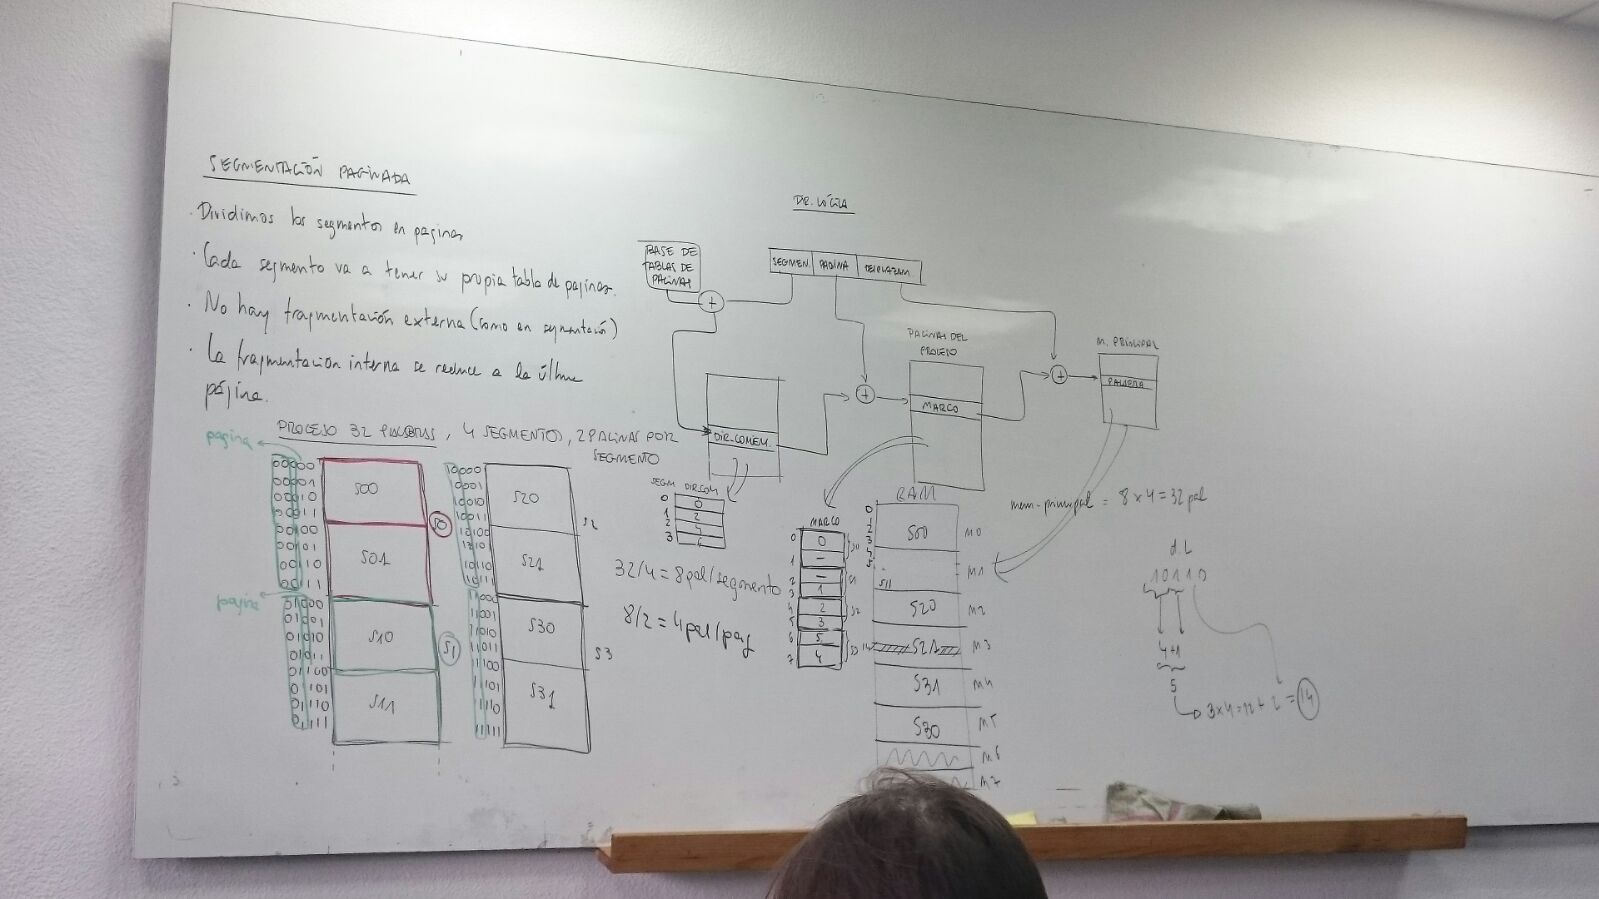 SEGMENTACIÓN PAGINADA
· Dividimos los segmentos en paginas
· Cada segmento va a tener su propia tabla de paginas.
· No hay fragmentación externa (como en segmentación)
· La fragmentación interna se reduce a la última
página.
PROCESO 32 PALABRAS, 4 SEGMENTOS, 2 PAGINAS POR
SEGMENTO
pagina
00000
00001
00010
00011
00100
00101
00110
00111
S00
S01
S0
pagina
01000
01001
01010
01011
01100
01101
01110
01111
S10
S11
S1
10000
10001
10010
10011
10100
10110
10111
S20
S21
S2
11000
11001
11010
11011
11100
11101
11110
11111
S30
S31
S3
DIR. LÓGICA
BASE DE
TABLAS DE
PAGINAS
SEGMEN. PAGINA DESPLAZAM.
+
DIR. COMEM.
+
PAGINAS DEL
PROCESO
MARCO
+
M. PRINCIPAL
PALABRA
SEGM DIR.COM
0 0
1 2
2 4
3
32/4 = 8 pal/segmento
8/2 = 4 pal/pag
MARCO
0 0
1 –
2 –
3 1
4 2
5 3
6 5
7 4
S0
S1
S2
S3
RAM
0
1
2
3
4
5
S00 M0
S11 M1
S20 M2
14 S21 M3
S31 M4
S30 M5
M6
M7
mem-principal = 8 x 4 = 32 pal
d.L
10110
4+1
5
3x4=12+2=14